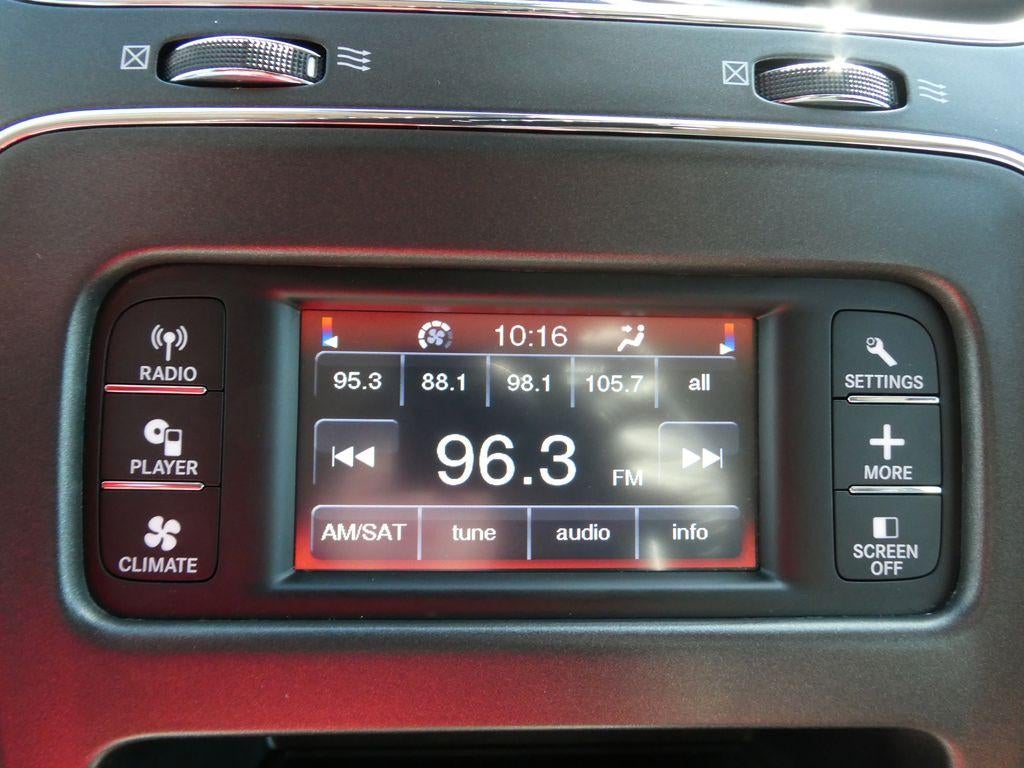 RADIO
PLAYER
CLIMATE
10:16
95.3 88.1 98.1 105.7 all
96.3 FM
AM/SAT tune audio info
SETTINGS
MORE
SCREEN
OFF